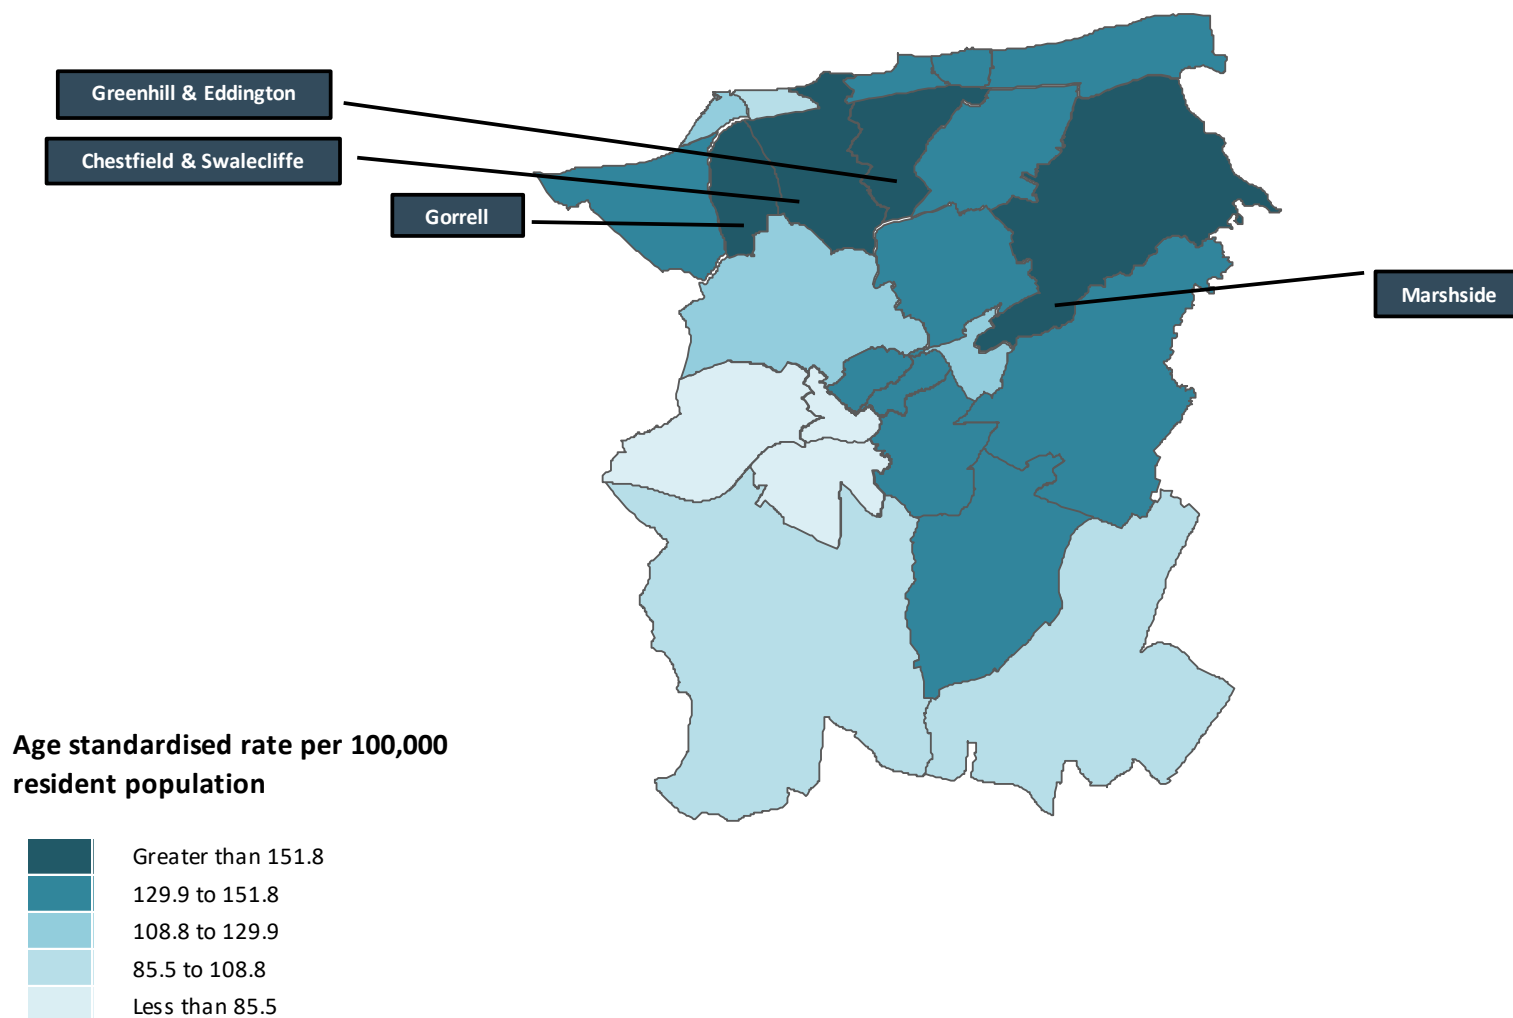 Greenhill & Eddington
Chestfield & Swalecliffe
Gorrell
Marshside
Age standardised rate per 100,000
resident population
Greater than 151.8
129.9 to 151.8
108.8 to 129.9
85.5 to 108.8
Less than 85.5